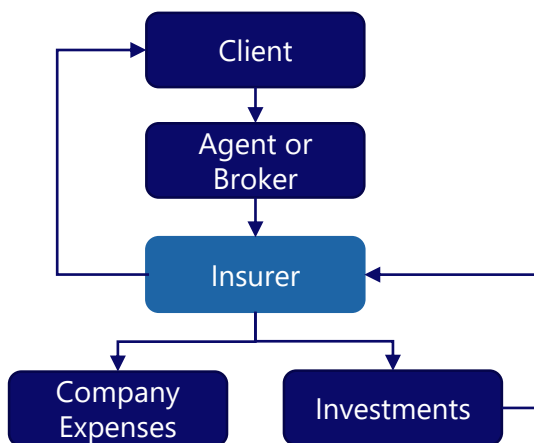 Client
Agent or
Broker
Insurer
Company
Expenses
Investments